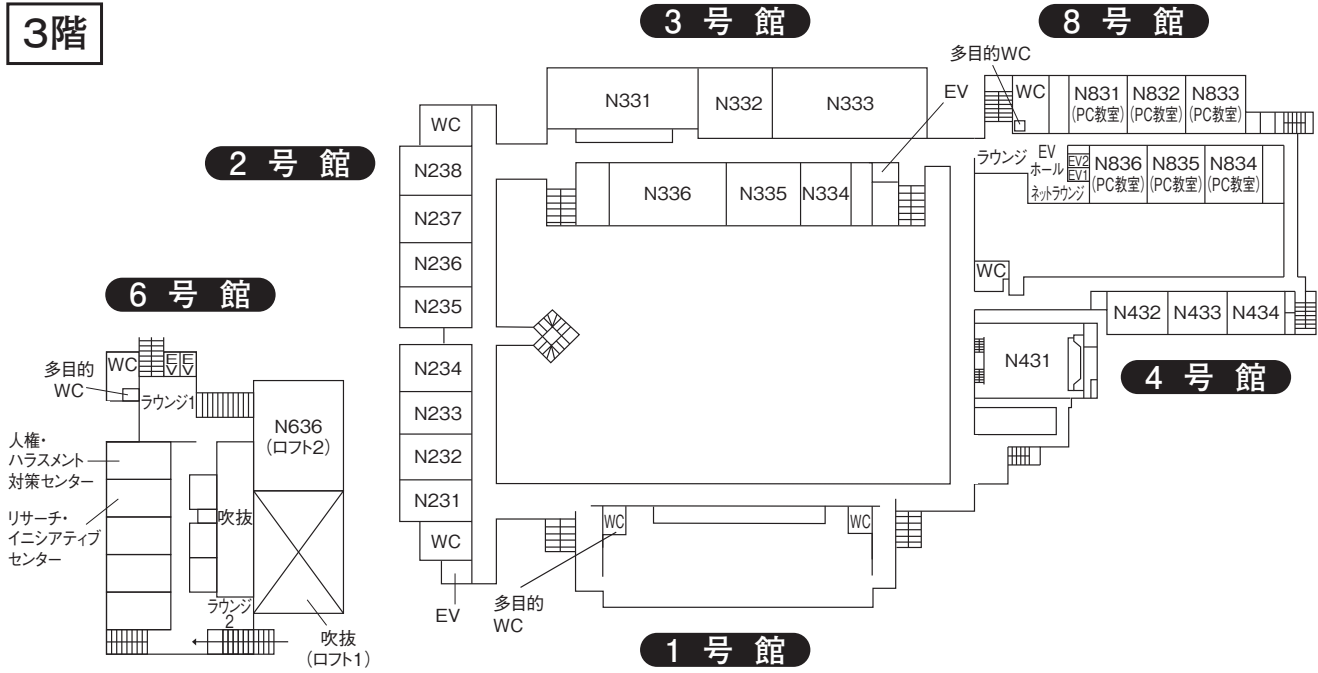 3階
3号館
8号館
多目的WC
EV
WC
N831
(PC教室)
N832
(PC教室)
N833
(PC教室)
N331
N332
N333
WC
2号館
N238
N237
N236
N235
N234
N233
N232
N231
WC
EV
N336
N335
N334
ラウンジ
EV
ホール
EV2
EV1
ネットラウンジ
N836
(PC教室)
N835
(PC教室)
N834
(PC教室)
WC
N432
N433
N434
N431
4号館
6号館
WC
EV
EV
多目的
WC
ラウンジ1
N636
(ロフト2)
人権・
ハラスメント
対策センター
リサーチ・
イニシアティブ
センター
吹抜
ラウンジ
2
吹抜
(ロフト1)
WC
WC
多目的
WC
1号館